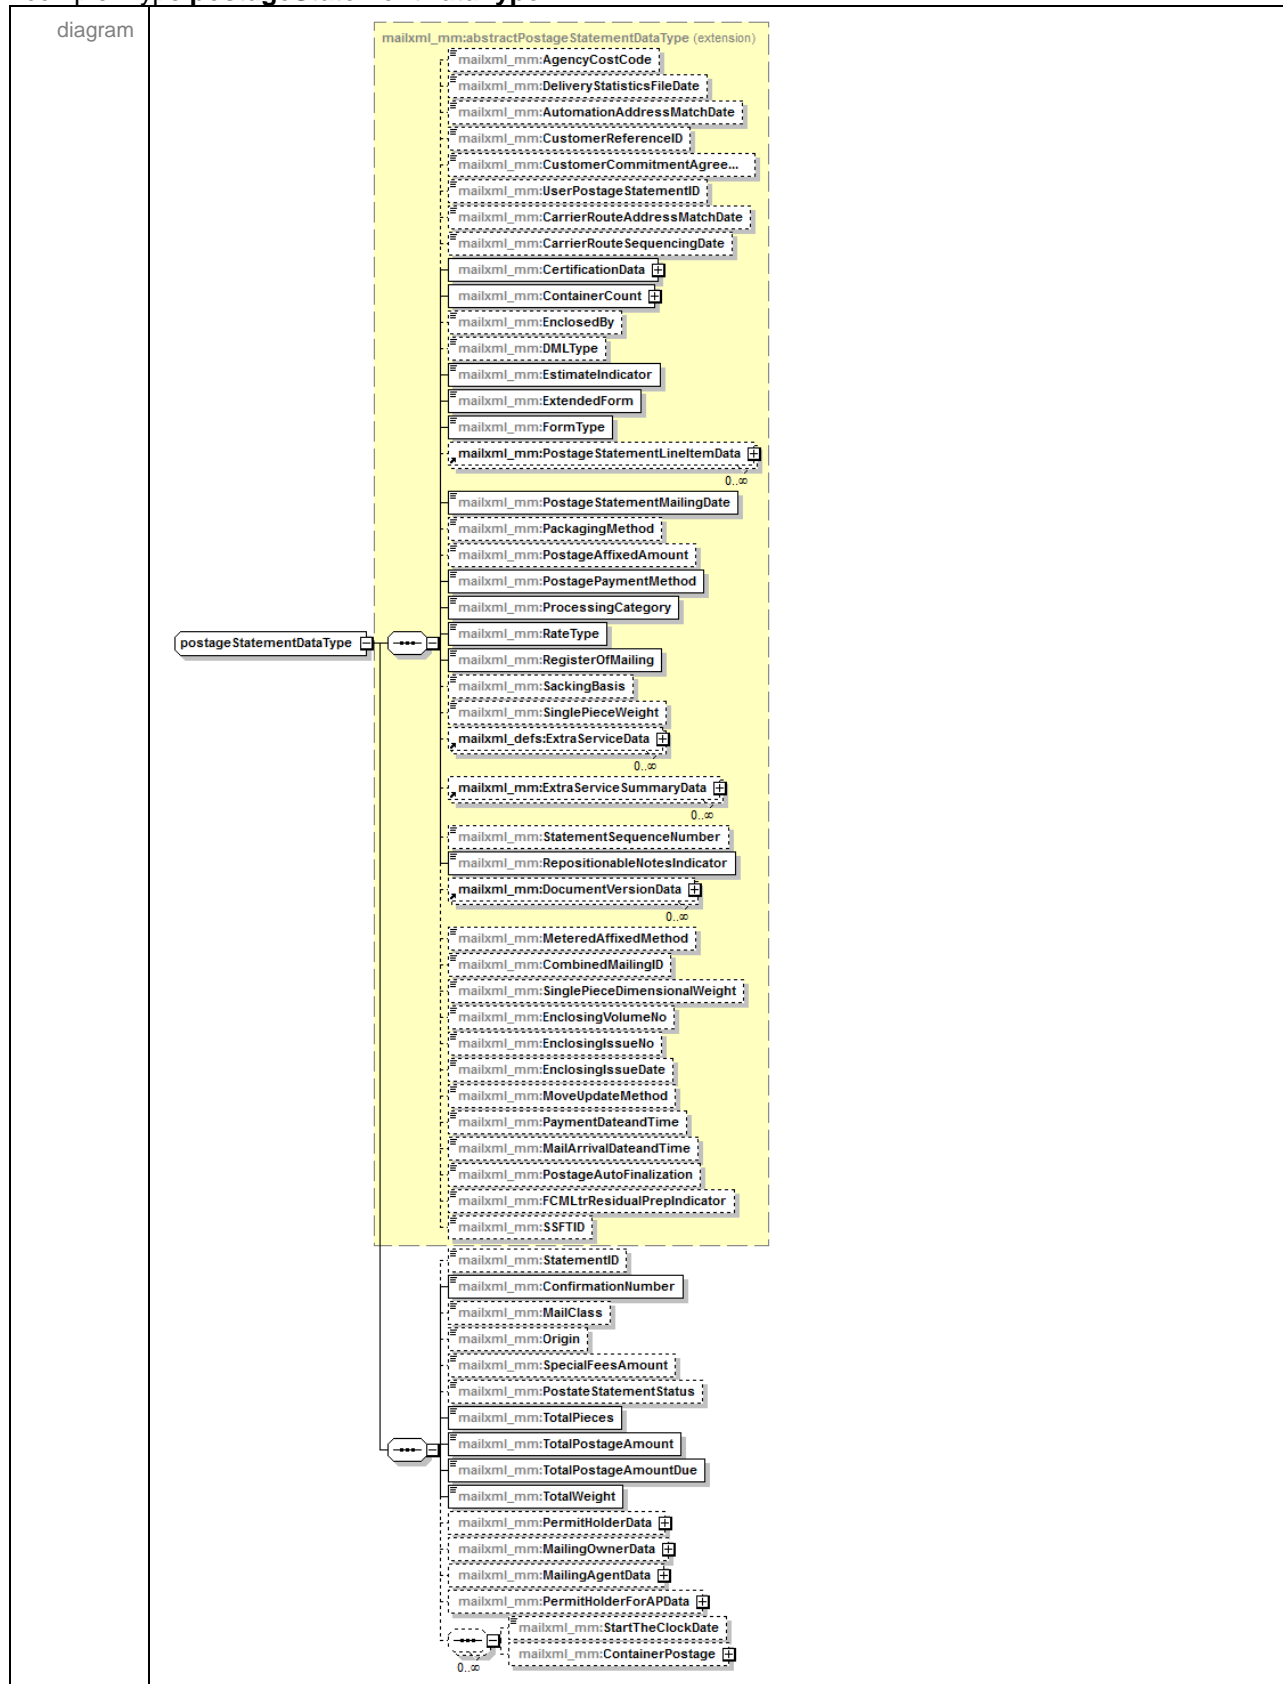 diagram
mailxml_mm:abstractPostageStatementDataType (extension)
mailxml_mm:AgencyCostCode
mailxml_mm:DeliveryStatisticsFileDate
mailxml_mm:AutomationAddressMatchDate
mailxml_mm:CustomerReferenceID
mailxml_mm:CustomerCommitmentAgree...
mailxml_mm:UserPostageStatementID
mailxml_mm:CarrierRouteAddressMatchDate
mailxml_mm:CarrierRouteSequencingDate
mailxml_mm:CertificationData
mailxml_mm:ContainerCount
mailxml_mm:EnclosedBy
mailxml_mm:DMLType
mailxml_mm:EstimateIndicator
mailxml_mm:ExtendedForm
mailxml_mm:FormType
mailxml_mm:PostageStatementLineItemData
0..∞
mailxml_mm:PostageStatementMailingDate
mailxml_mm:PackagingMethod
mailxml_mm:PostageAffixedAmount
mailxml_mm:PostagePaymentMethod
mailxml_mm:ProcessingCategory
mailxml_mm:RateType
postageStatementDataType
mailxml_mm:RegisterOfMailing
mailxml_mm:SackingBasis
mailxml_mm:SinglePieceWeight
mailxml_defs:ExtraServiceData
0..∞
mailxml_mm:ExtraServiceSummaryData
0..∞
mailxml_mm:StatementSequenceNumber
mailxml_mm:RepositionableNotesIndicator
mailxml_mm:DocumentVersionData
0..∞
mailxml_mm:MeteredAffixedMethod
mailxml_mm:CombinedMailingID
mailxml_mm:SinglePieceDimensionalWeight
mailxml_mm:EnclosingVolumeNo
mailxml_mm:EnclosingIssueNo
mailxml_mm:EnclosingIssueDate
mailxml_mm:MoveUpdateMethod
mailxml_mm:PaymentDateandTime
mailxml_mm:MailArrivalDateandTime
mailxml_mm:PostageAutoFinalization
mailxml_mm:FCMLtrResidualPrepIndicator
mailxml_mm:SSFTID
mailxml_mm:StatementID
mailxml_mm:ConfirmationNumber
mailxml_mm:MailClass
mailxml_mm:Origin
mailxml_mm:SpecialFeesAmount
mailxml_mm:PostateStatementStatus
mailxml_mm:TotalPieces
mailxml_mm:TotalPostageAmount
mailxml_mm:TotalPostageAmountDue
mailxml_mm:TotalWeight
mailxml_mm:PermitHolderData
mailxml_mm:MailingOwnerData
mailxml_mm:MailingAgentData
mailxml_mm:PermitHolderForAPData
mailxml_mm:StartTheClockDate
mailxml_mm:ContainerPostage
0..∞